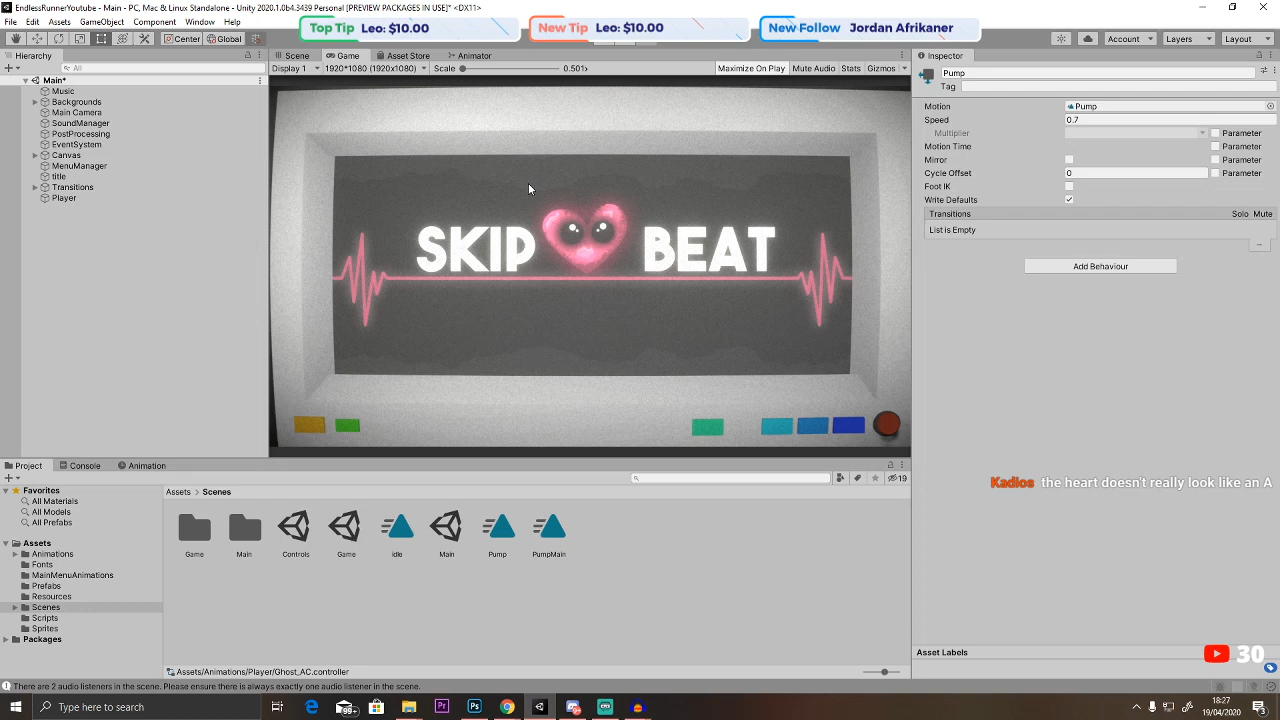 EndlessRunnerYoutube - Main - PC, Mac & Linux Standalone - Unity 2020.1.0b4.3439 Personal [PREVIEW PACKAGES IN USE]* <DX11>
File Edit
Top Tip Leo: $10.00
New Tip Leo: $10.00
New Follow Jordan Afrikaner
Center Global
Account Layers Layout
Hierarchy
All
Main*
Music
Backgrounds
Main Camera
SoundManager
PostProcessing
EventSystem
Canvas
MenuManager
title
Transitions
Player
Scene Game Asset Store Animator
Display 1 1920*1080 (1920x1080) Scale 0.501x Maximize On Play Mute Audio Stats Gizmos
SKIP BEAT
Inspector
Pump
Tag
Motion Pump
Speed 0.7
Multiplier Parameter
Motion Time Parameter
Mirror Parameter
Cycle Offset 0 Parameter
Foot IK
Write Defaults
Transitions Solo Mute
List is Empty
Add Behaviour
Kadios the heart doesn't really look like an A
Project Console Animation
19
Favorites
All Materials
All Models
All Prefabs
Assets
Animations
Fonts
MainMenuAnimations
Prefabs
Resources
Scenes
Scripts
Sprites
Packages
Assets > Scenes
Game Main Controls Game idle Main Pump PumpMain
Assets/Animations/Player/Ghost_AC.controller
Asset Labels
30
There are 2 audio listeners in the scene. Please ensure there is always exactly one audio listener in the scene.
Type here to search
99+
18:27
19/04/2020